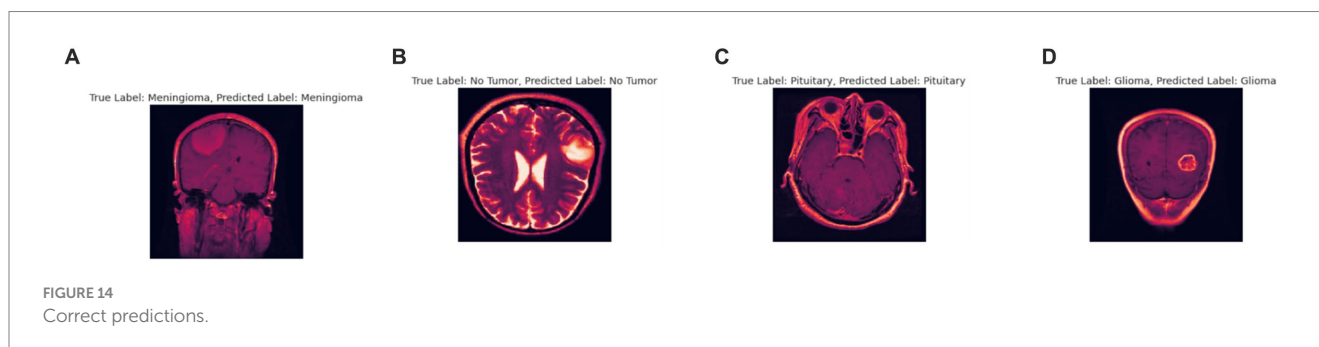 A
True Label: Meningioma, Predicted Label: Meningioma
B
True Label: No Tumor, Predicted Label: No Tumor
C
True Label: Pituitary, Predicted Label: Pituitary
D
True Label: Glioma, Predicted Label: Glioma
FIGURE 14
Correct predictions.